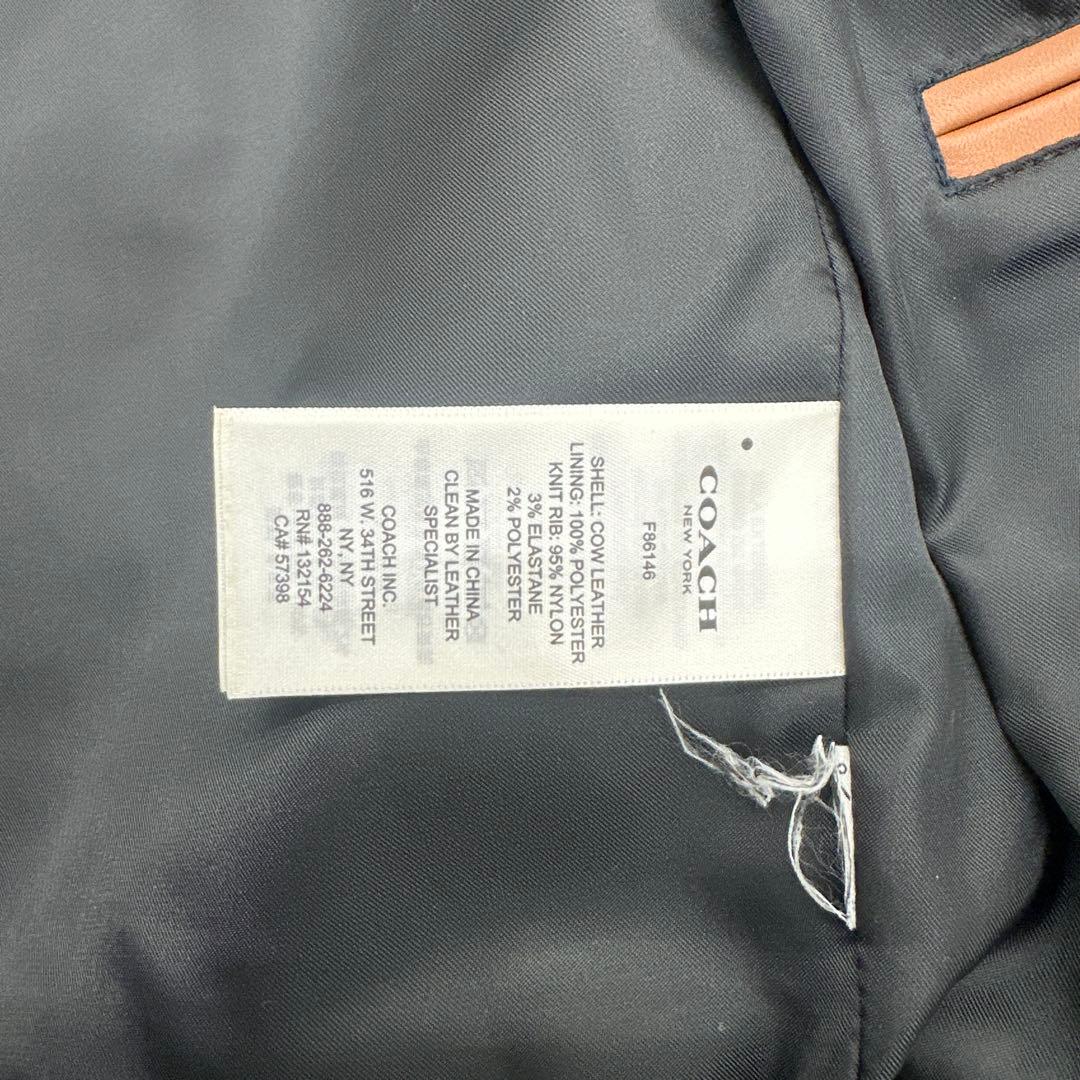 COACH
NEW YORK
F86146
SHELL: COW LEATHER
LINING: 100% POLYESTER
KNIT RIB: 95% NYLON
3% ELASTANE
2% POLYESTER
MADE IN CHINA
CLEAN BY LEATHER
SPECIALIST
COACH INC.
516 W. 34TH STREET
NY, NY
888-262-6224
RN# 132154
CA# 57398